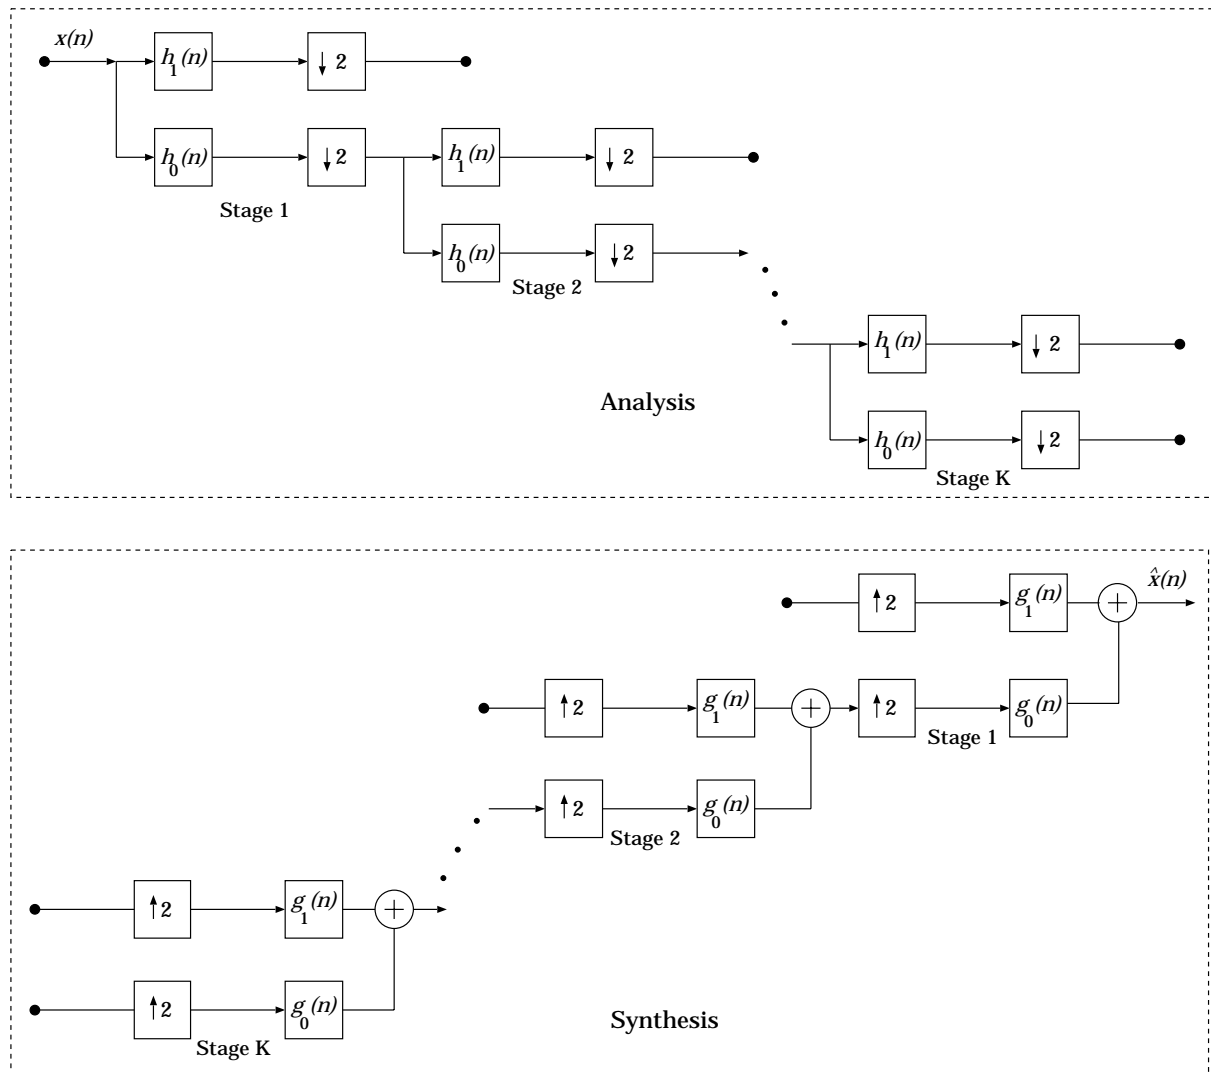 x(n)
h1(n) ↓2
h0(n) ↓2 h1(n) ↓2
Stage 1
h0(n) ↓2
Stage 2
h1(n) ↓2
Analysis
h0(n) ↓2
Stage K
x̂(n)
↑2 g1(n) +
↑2 g1(n) + ↑2 g0(n)
Stage 1
↑2 g0(n)
Stage 2
↑2 g1(n) +
↑2 g0(n)
Synthesis
Stage K